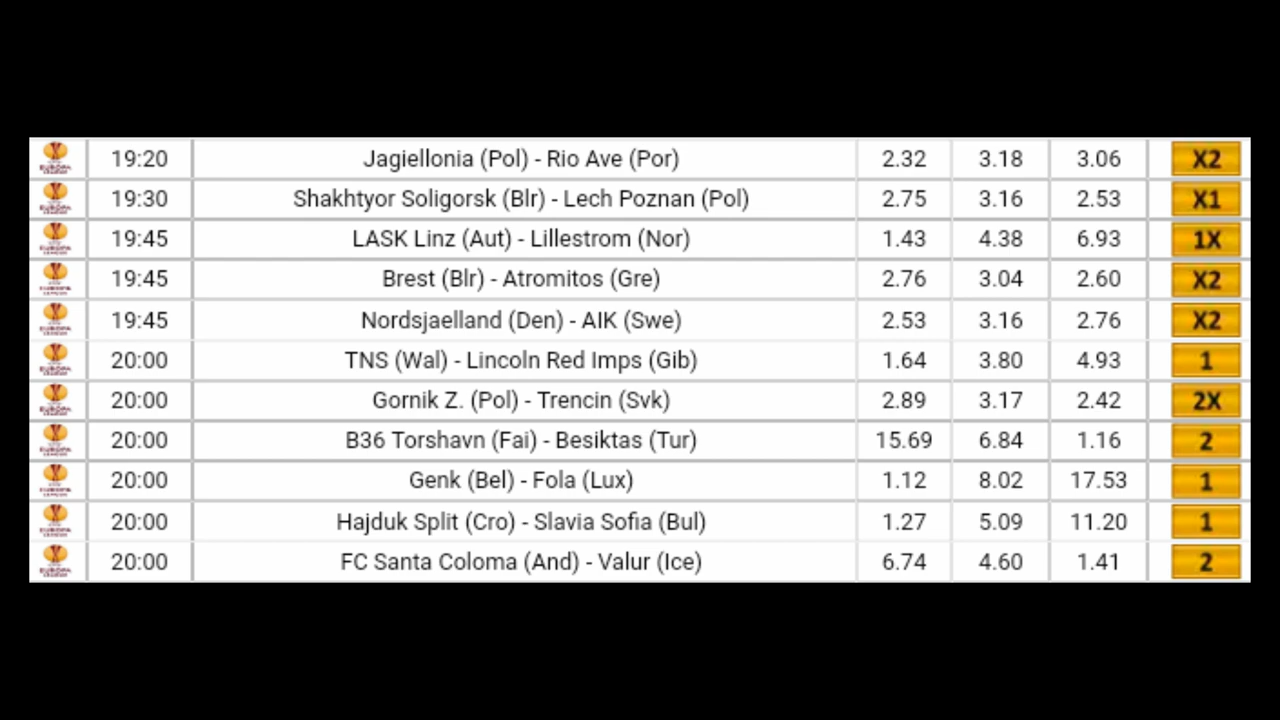 19:20 Jagiellonia (Pol) - Rio Ave (Por) 2.32 3.18 3.06 X2
19:30 Shakhtyor Soligorsk (Blr) - Lech Poznan (Pol) 2.75 3.16 2.53 X1
19:45 LASK Linz (Aut) - Lillestrom (Nor) 1.43 4.38 6.93 1X
19:45 Brest (Blr) - Atromitos (Gre) 2.76 3.04 2.60 X2
19:45 Nordsjaelland (Den) - AIK (Swe) 2.53 3.16 2.76 X2
20:00 TNS (Wal) - Lincoln Red Imps (Gib) 1.64 3.80 4.93 1
20:00 Gornik Z. (Pol) - Trencin (Svk) 2.89 3.17 2.42 2X
20:00 B36 Torshavn (Fai) - Besiktas (Tur) 15.69 6.84 1.16 2
20:00 Genk (Bel) - Fola (Lux) 1.12 8.02 17.53 1
20:00 Hajduk Split (Cro) - Slavia Sofia (Bul) 1.27 5.09 11.20 1
20:00 FC Santa Coloma (And) - Valur (Ice) 6.74 4.60 1.41 2